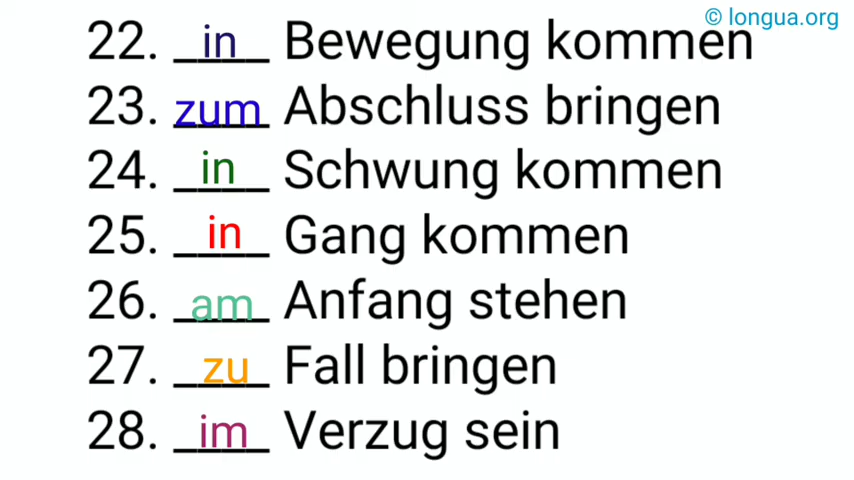 © longua.org
22. in Bewegung kommen
23. zum Abschluss bringen
24. in Schwung kommen
25. in Gang kommen
26. am Anfang stehen
27. zu Fall bringen
28. im Verzug sein